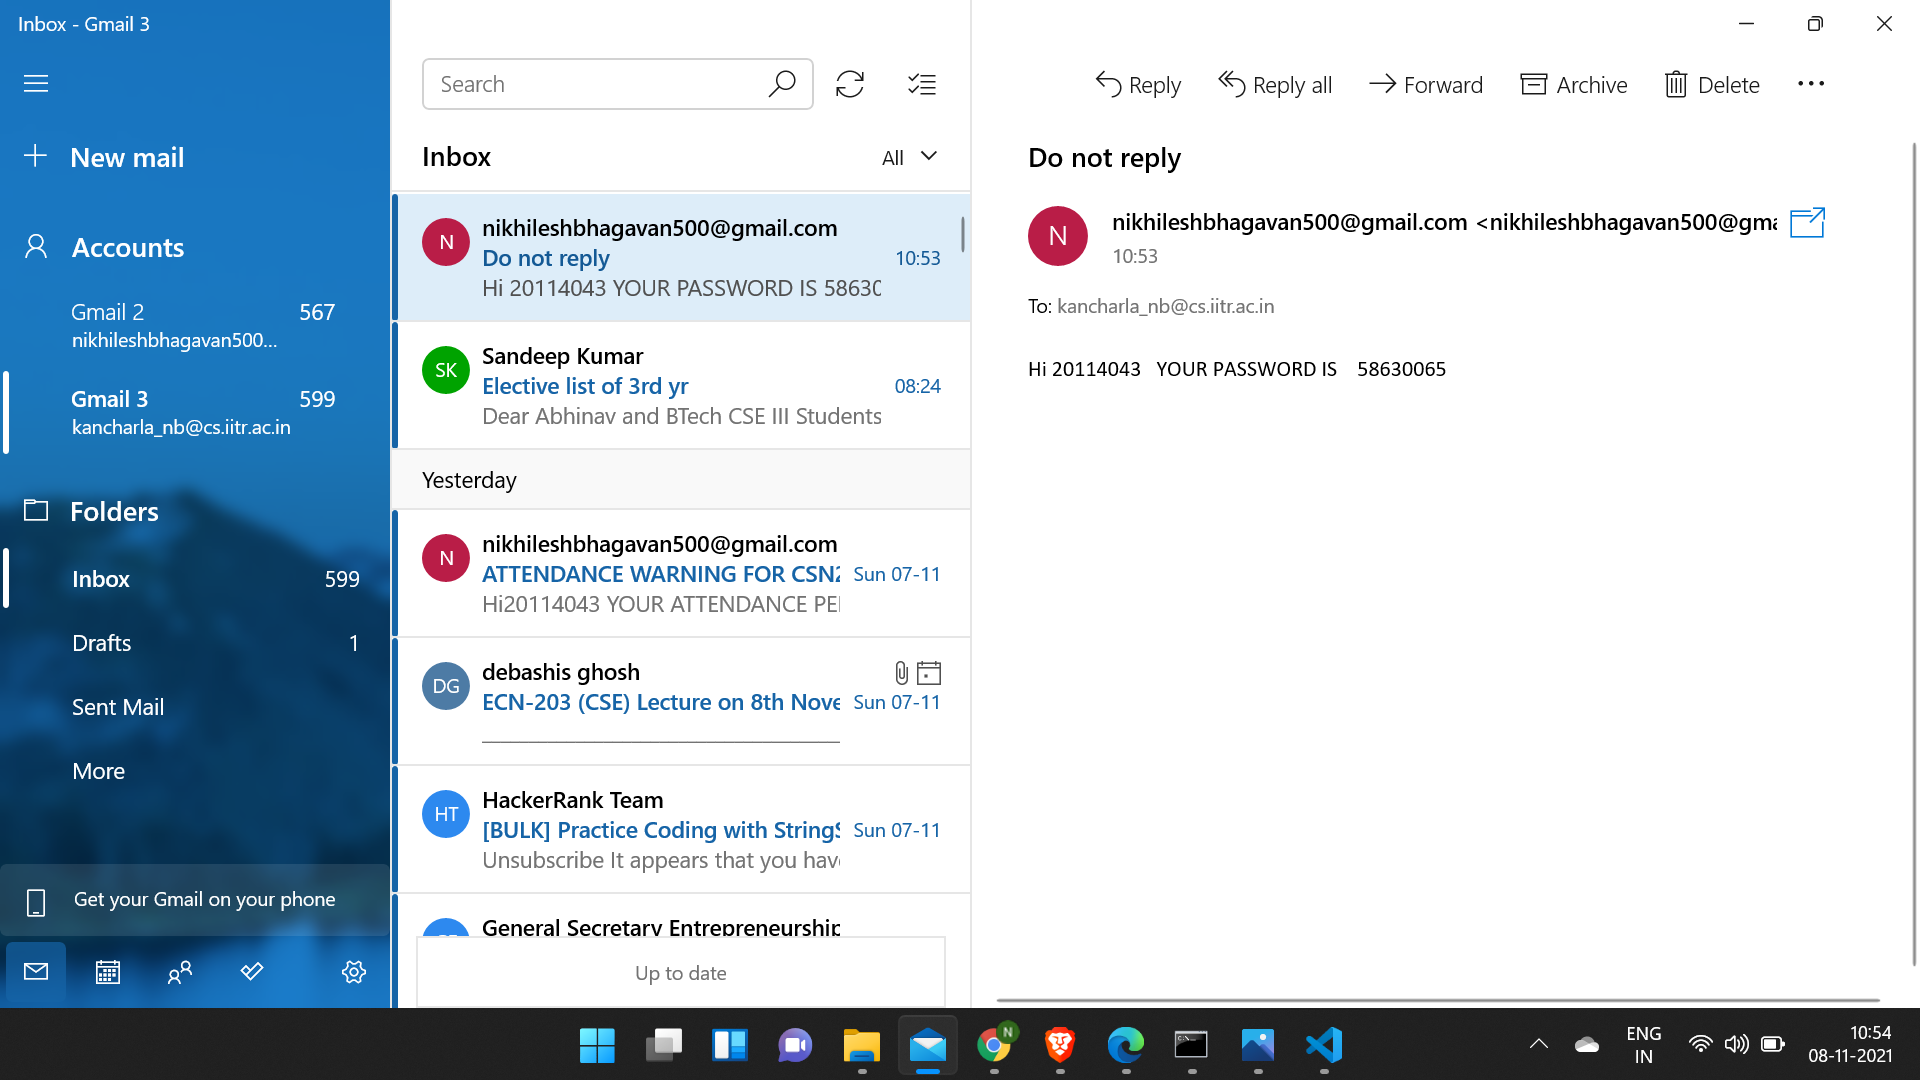 Inbox - Gmail 3
New mail
Accounts
Gmail 2 567
nikhileshbhagavan500...
Gmail 3 599
kancharla_nb@cs.iitr.ac.in
Folders
Inbox 599
Drafts 1
Sent Mail
More
Get your Gmail on your phone
Search
Inbox All
N
nikhileshbhagavan500@gmail.com
Do not reply 10:53
Hi 20114043 YOUR PASSWORD IS 58630
SK
Sandeep Kumar
Elective list of 3rd yr 08:24
Dear Abhinav and BTech CSE III Students
Yesterday
N
nikhileshbhagavan500@gmail.com
ATTENDANCE WARNING FOR CSN2 Sun 07-11
Hi20114043 YOUR ATTENDANCE PE
DG
debashis ghosh
ECN-203 (CSE) Lecture on 8th Nove Sun 07-11
HT
HackerRank Team
[BULK] Practice Coding with StringS Sun 07-11
Unsubscribe It appears that you hav
General Secretary Entrepreneurship
Up to date
Reply Reply all Forward Archive Delete
Do not reply
N
nikhileshbhagavan500@gmail.com <nikhileshbhagavan500@gma
10:53
To: kancharla_nb@cs.iitr.ac.in
Hi 20114043 YOUR PASSWORD IS 58630065
N
ENG
IN
10:54
08-11-2021